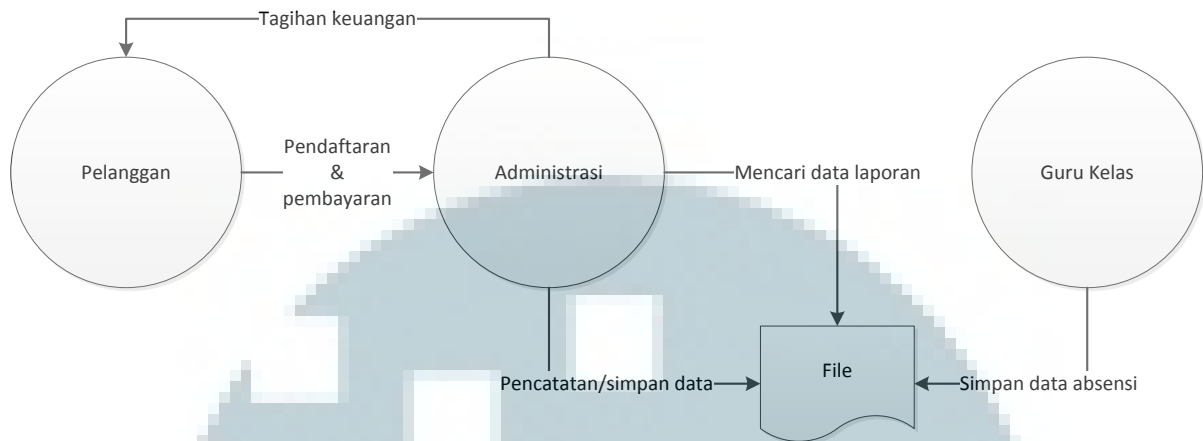 Tagihan keuangan
Pelanggan
Pendaftaran
&
pembayaran
Administrasi
Mencari data laporan
Guru Kelas
Pencatatan/simpan data
File
Simpan data absensi